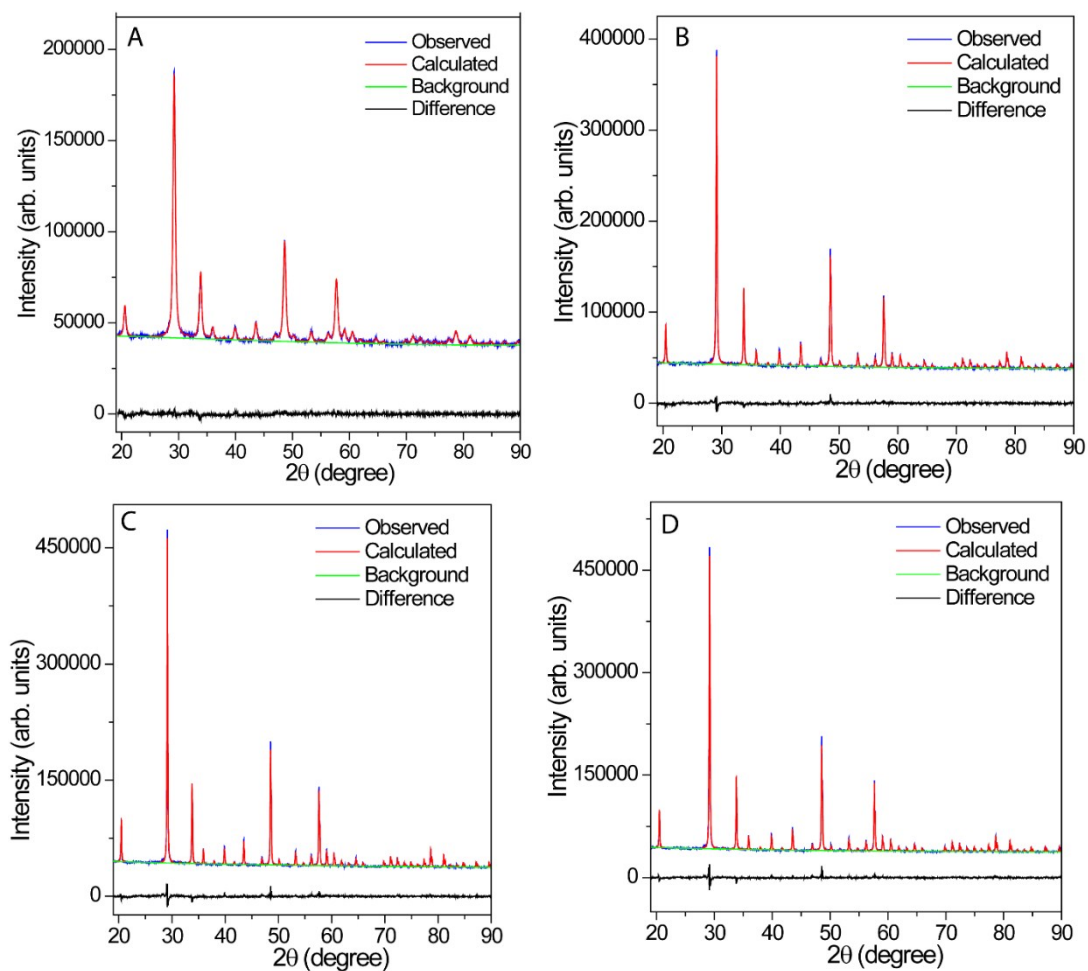 A
Observed
Calculated
Background
Difference
Intensity (arb. units)
200000
150000
100000
50000
0
20 30 40 50 60 70 80 90
2θ (degree)
B
Observed
Calculated
Background
Difference
Intensity (arb. units)
400000
300000
200000
100000
0
20 30 40 50 60 70 80 90
2θ (degree)
C
Observed
Calculated
Background
Difference
Intensity (arb. units)
450000
300000
150000
0
20 30 40 50 60 70 80 90
2θ (degree)
D
Observed
Calculated
Background
Difference
Intensity (arb. units)
450000
300000
150000
0
20 30 40 50 60 70 80 90
2θ (degree)